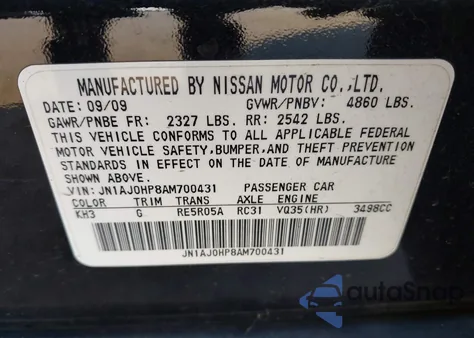 MANUFACTURED BY NISSAN MOTOR CO.,LTD.
DATE: 09/09 GVWR/PNBV: 4860 LBS.
GAWR/PNBE FR: 2327 LBS. RR: 2542 LBS.
THIS VEHICLE CONFORMS TO ALL APPLICABLE FEDERAL
MOTOR VEHICLE SAFETY,BUMPER,AND THEFT PREVENTION
STANDARDS IN EFFECT ON THE DATE OF MANUFACTURE
SHOWN ABOVE.
VIN: JN1AJ0HP8AM700431 PASSENGER CAR
COLOR TRIM TRANS AXLE ENGINE
KH3 G RE5R05A RC31 VQ35(HR) 3498CC
JN1AJ0HP8AM700431
autoSnap